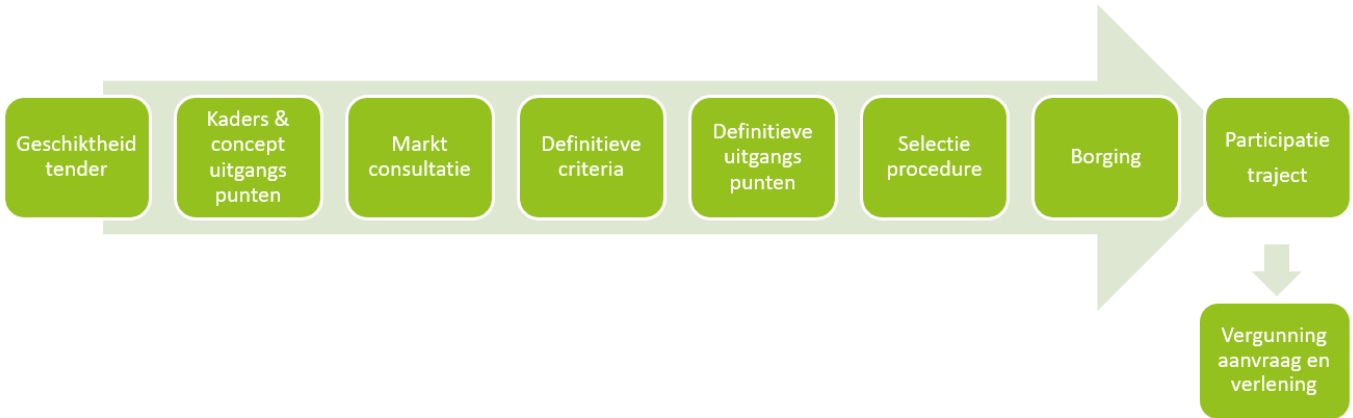 Geschiktheid
tender
Kaders &
concept
uitgangs
punten
Markt
consultatie
Definitieve
criteria
Definitieve
uitgangs
punten
Selectie
procedure
Borging
Participatie
traject
Vergunning
aanvraag en
verlening